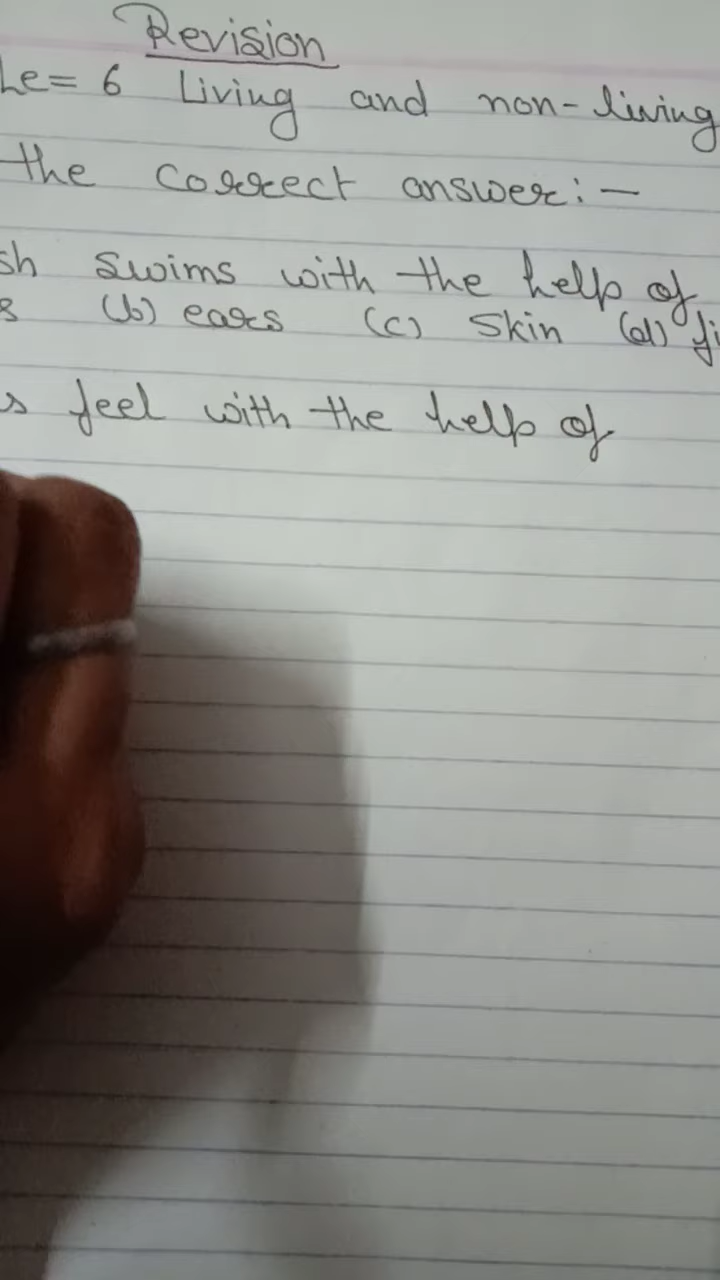 Revision
Le= 6 Living and non-living
the correct answer:-
sh swims with the help of
s (b) ears (c) Skin (d) fi
s feel with the help of